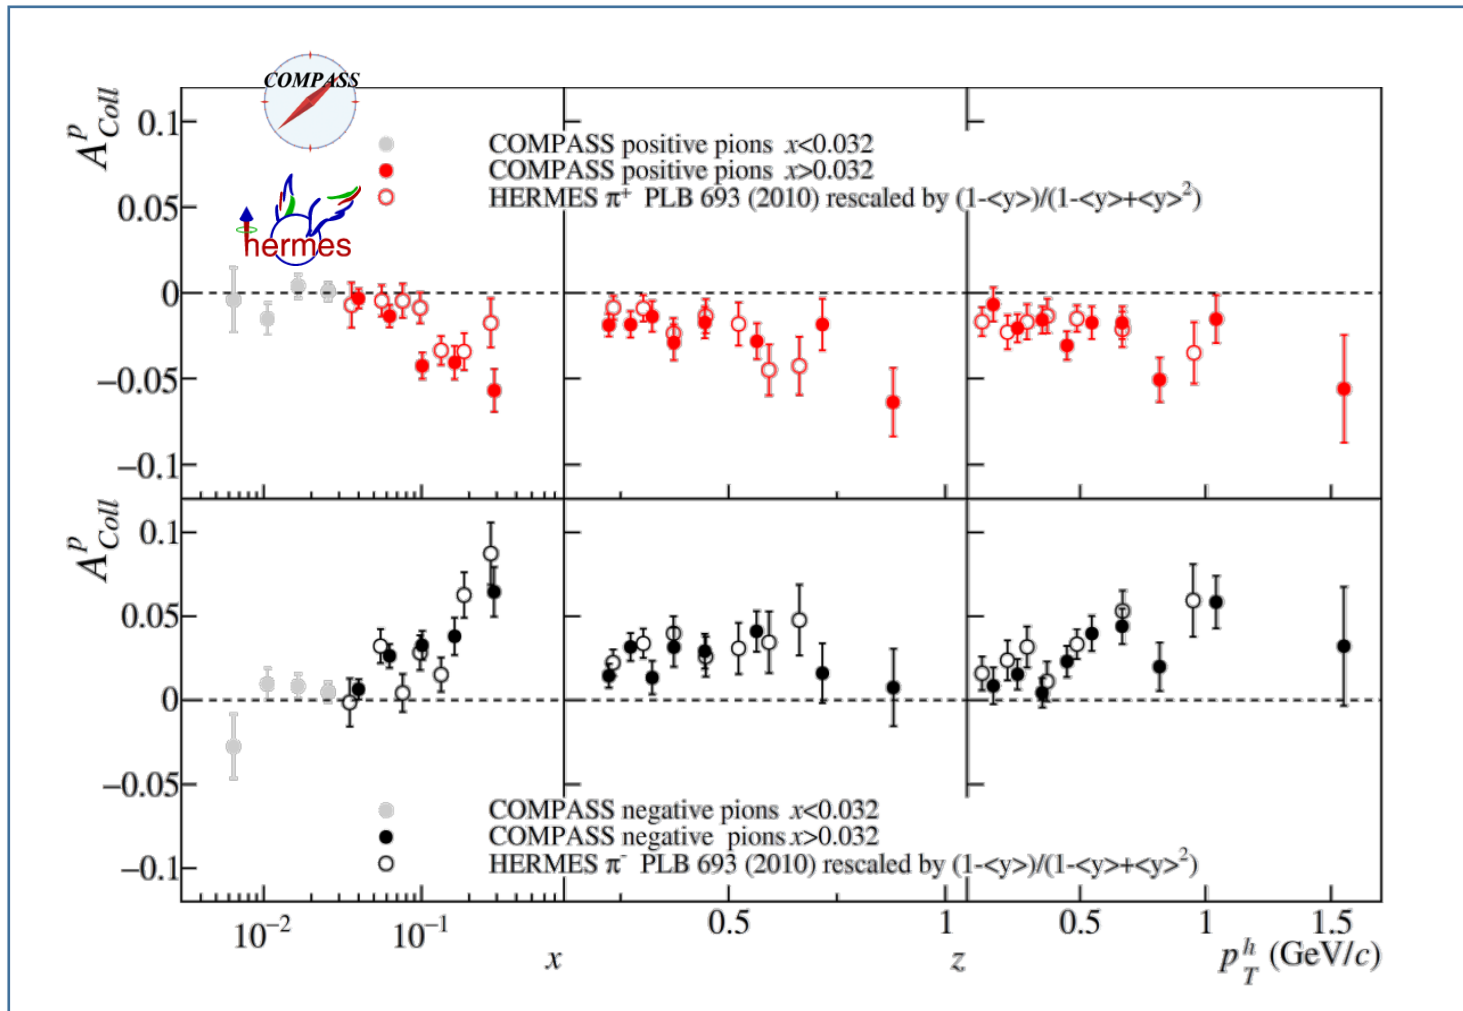 COMPASS
hermes
A^p_Coll
0.1
0.05
0
−0.05
−0.1
COMPASS positive pions x<0.032
COMPASS positive pions x>0.032
HERMES π⁺ PLB 693 (2010) rescaled by (1-<y>)/(1-<y>+<y>²)
A^p_Coll
0.1
0.05
0
−0.05
−0.1
COMPASS negative pions x<0.032
COMPASS negative pions x>0.032
HERMES π⁻ PLB 693 (2010) rescaled by (1-<y>)/(1-<y>+<y>²)
10⁻² 10⁻¹ 0.5 1 0.5 1 1.5
x z p_T^h (GeV/c)